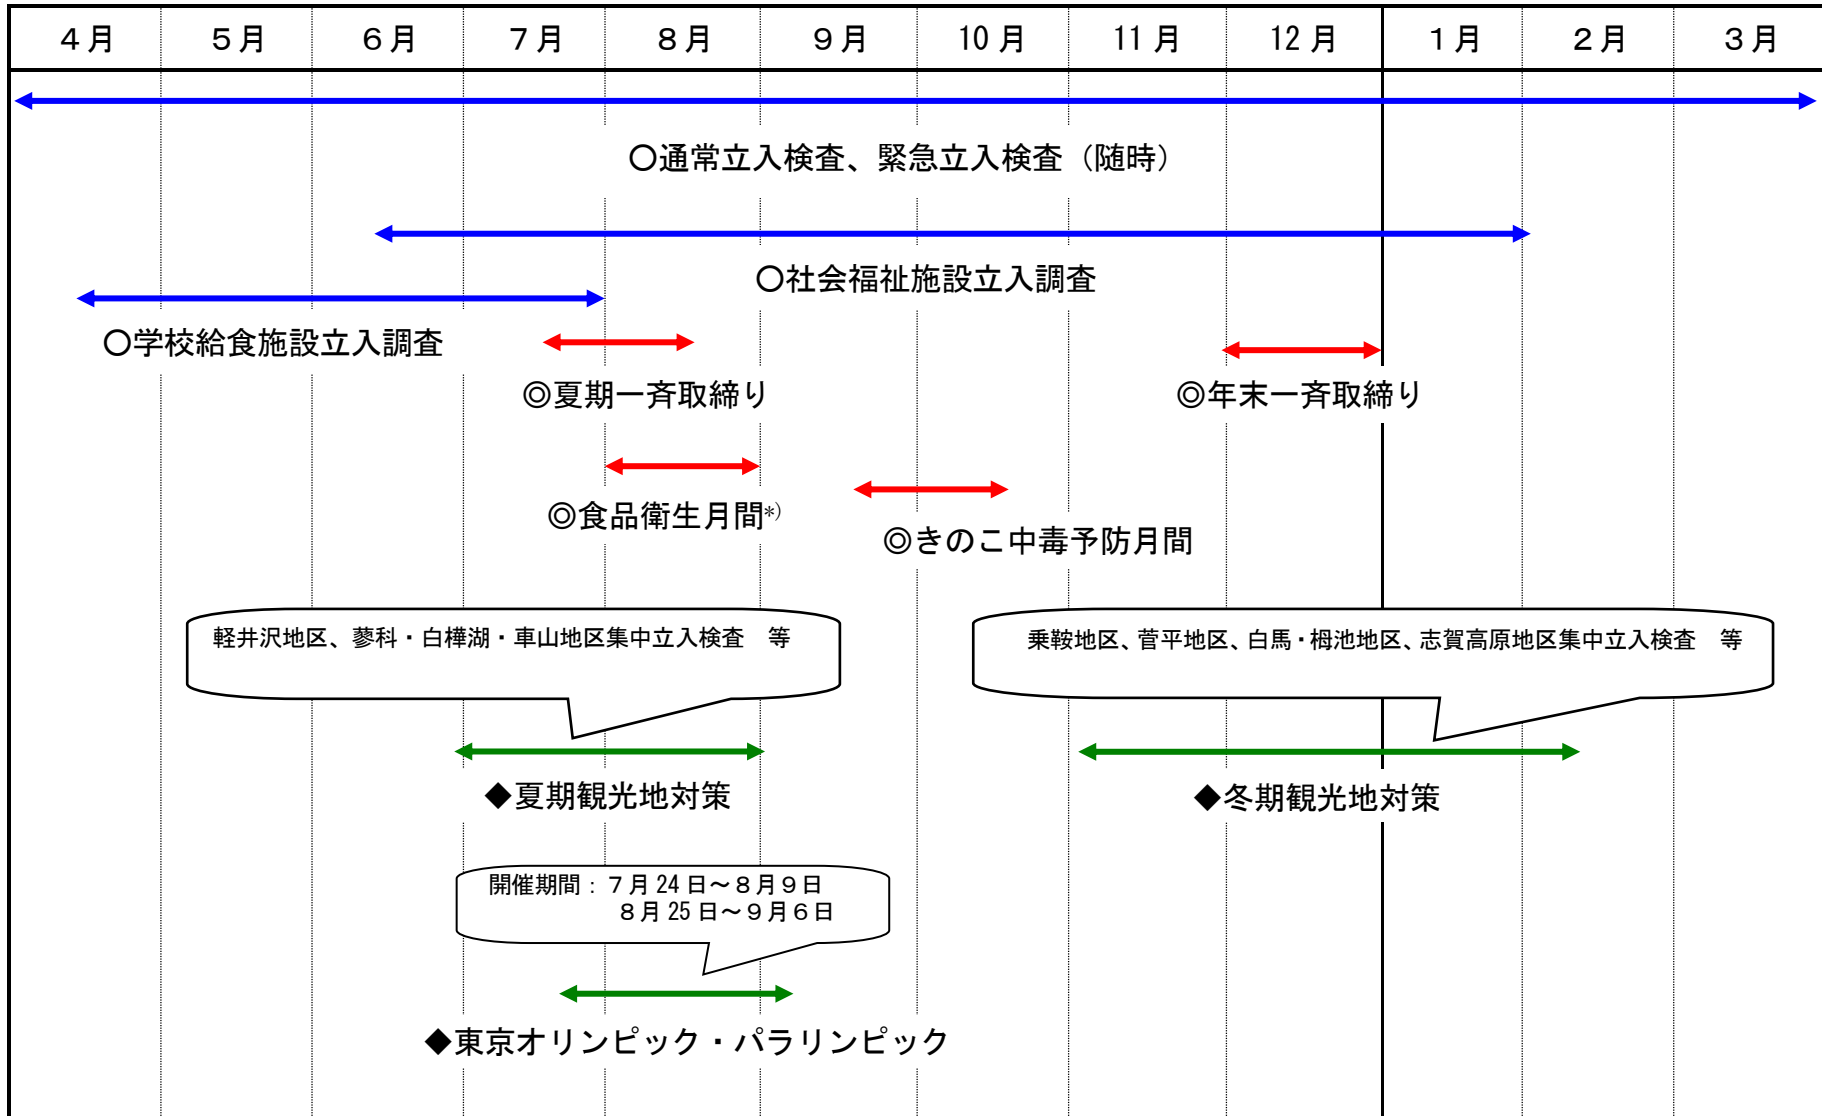 ４月 ５月 ６月 ７月 ８月 ９月 10月 11月 12月 １月 ２月 ３月
○通常立入検査、緊急立入検査（随時）
○社会福祉施設立入調査
○学校給食施設立入調査
◎夏期一斉取締り ◎年末一斉取締り
◎食品衛生月間*)
◎きのこ中毒予防月間
軽井沢地区、蓼科・白樺湖・車山地区集中立入検査　等
乗鞍地区、菅平地区、白馬・栂池地区、志賀高原地区集中立入検査　等
◆夏期観光地対策 ◆冬期観光地対策
開催期間：７月24日～８月９日
８月25日～９月６日
◆東京オリンピック・パラリンピック